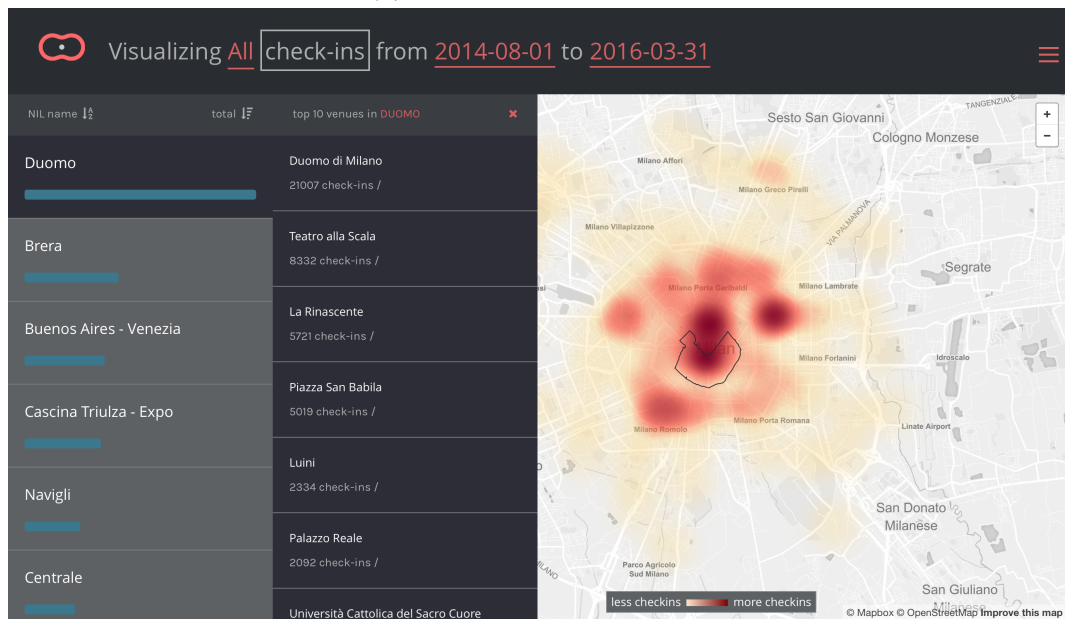 Visualizing All check-ins from 2014-08-01 to 2016-03-31
NIL name
total
top 10 venues in DUOMO
Duomo
Brera
Buenos Aires - Venezia
Cascina Triulza - Expo
Navigli
Centrale
Duomo di Milano
21007 check-ins /
Teatro alla Scala
8332 check-ins /
La Rinascente
5721 check-ins /
Piazza San Babila
5019 check-ins /
Luini
2334 check-ins /
Palazzo Reale
2092 check-ins /
Università Cattolica del Sacro Cuore
TANGENZIALE
Sesto San Giovanni
Cologno Monzese
+
−
Milano Affori
Milano Greco Pirelli
VIA PALMANOVA
Milano Villapizzone
Segrate
Milano Porta Garibaldi
Milano Lambrate
Milano Forlanini
Idroscalo
Milano Porta Romana
Milano Romolo
Linate Airport
San Donato
Milanese
Parco Agricolo
Sud Milano
San Giuliano
Milanese
less checkins
more checkins
© Mapbox © OpenStreetMap Improve this map